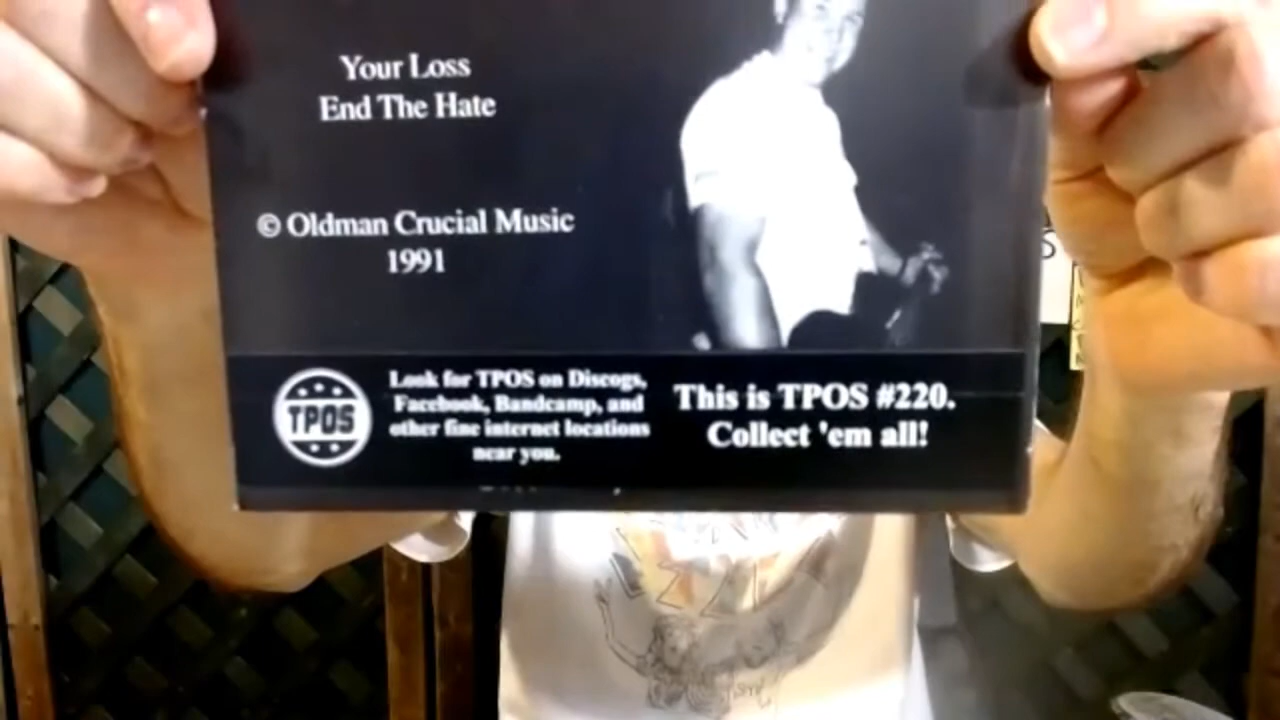 Your Loss
End The Hate
© Oldman Crucial Music
1991
TPOS
Look for TPOS on Discogs,
Facebook, Bandcamp, and
other fine internet locations
near you.
This is TPOS #220.
Collect 'em all!